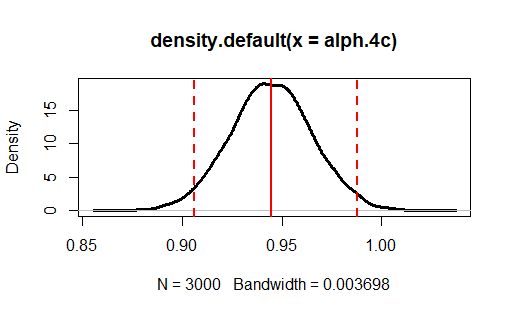 density.default(x = alph.4c)
Density
15
10
5
0
0.85 0.90 0.95 1.00
N = 3000 Bandwidth = 0.003698